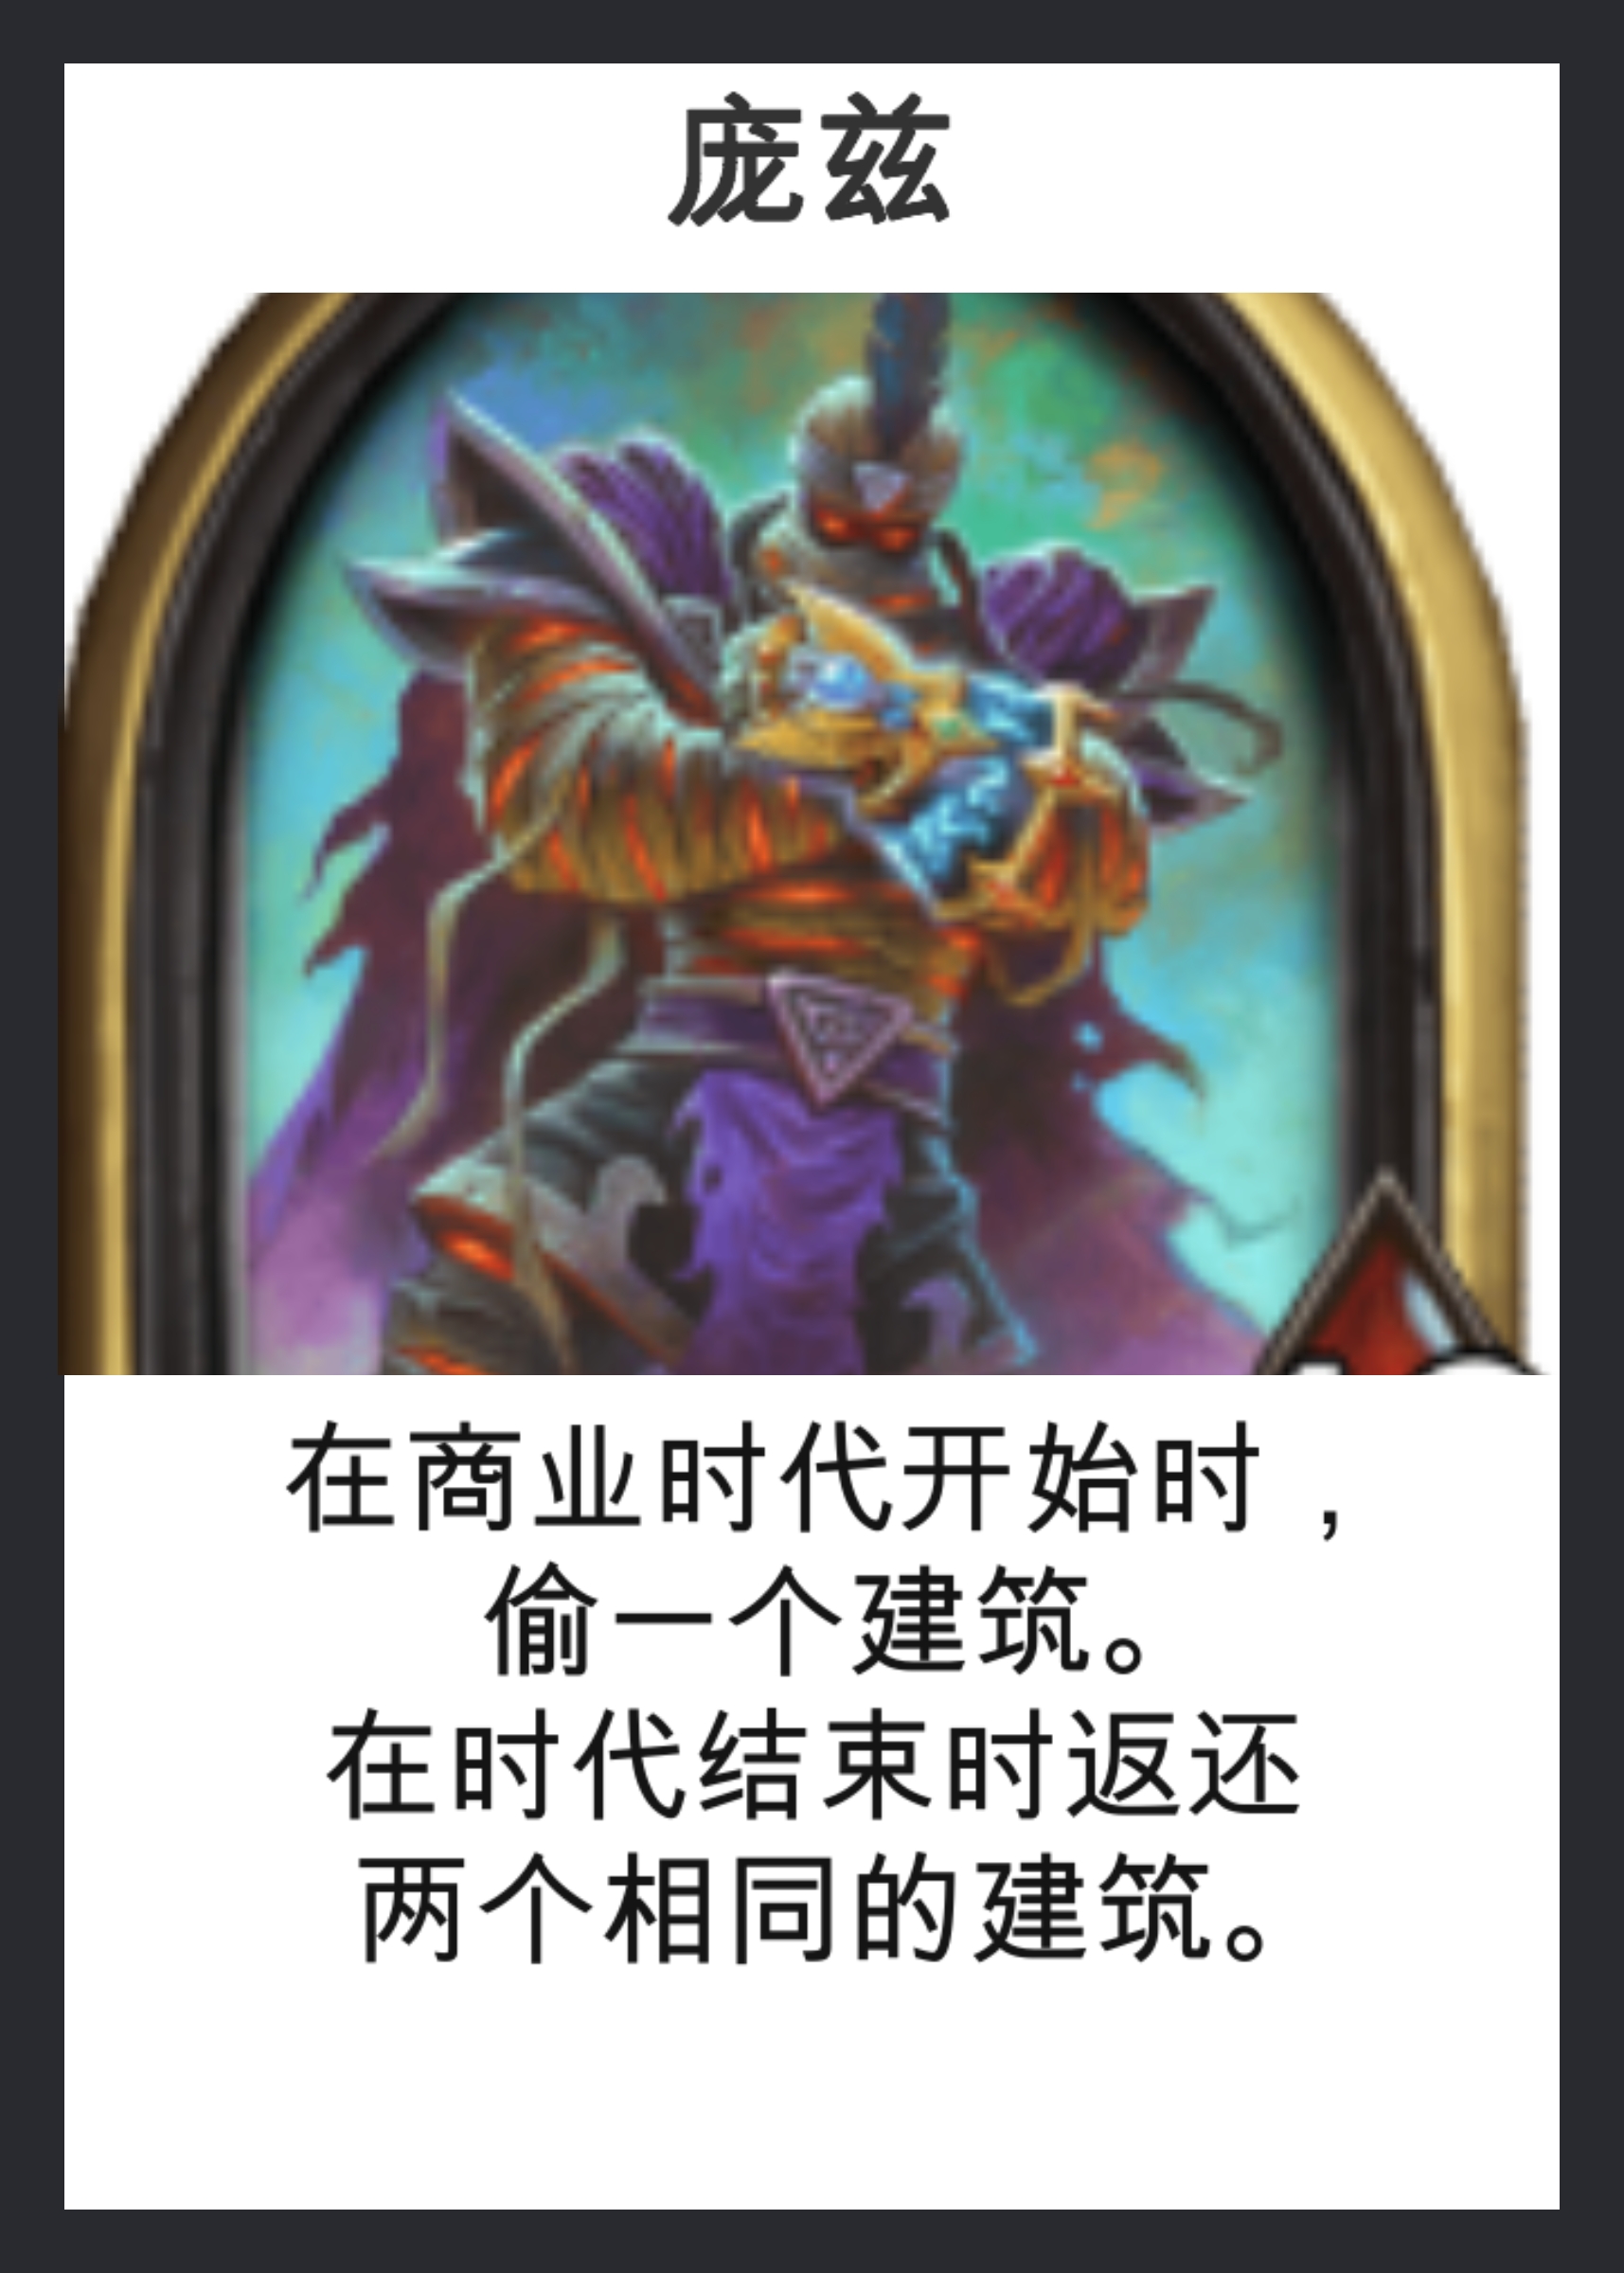 庞兹
在商业时代开始时，
偷一个建筑。
在时代结束时返还
两个相同的建筑。